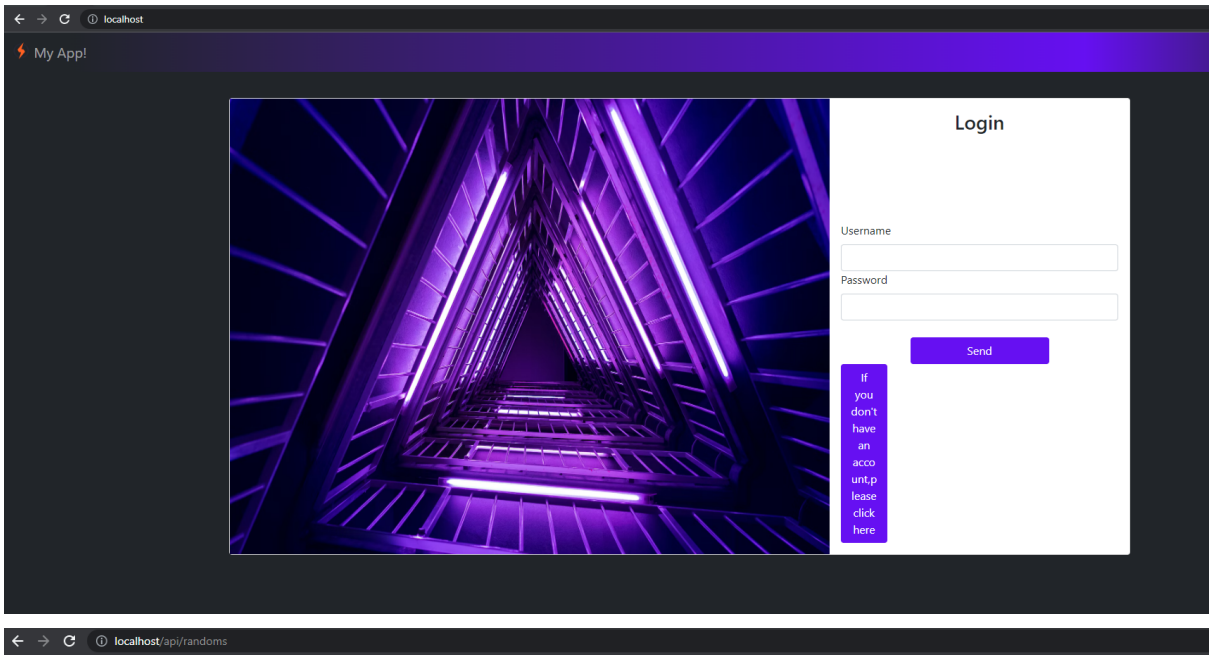 localhost
My App!
Login
Username
Password
Send
If
you
don't
have
an
acco
unt,p
lease
click
here
localhost/api/randoms